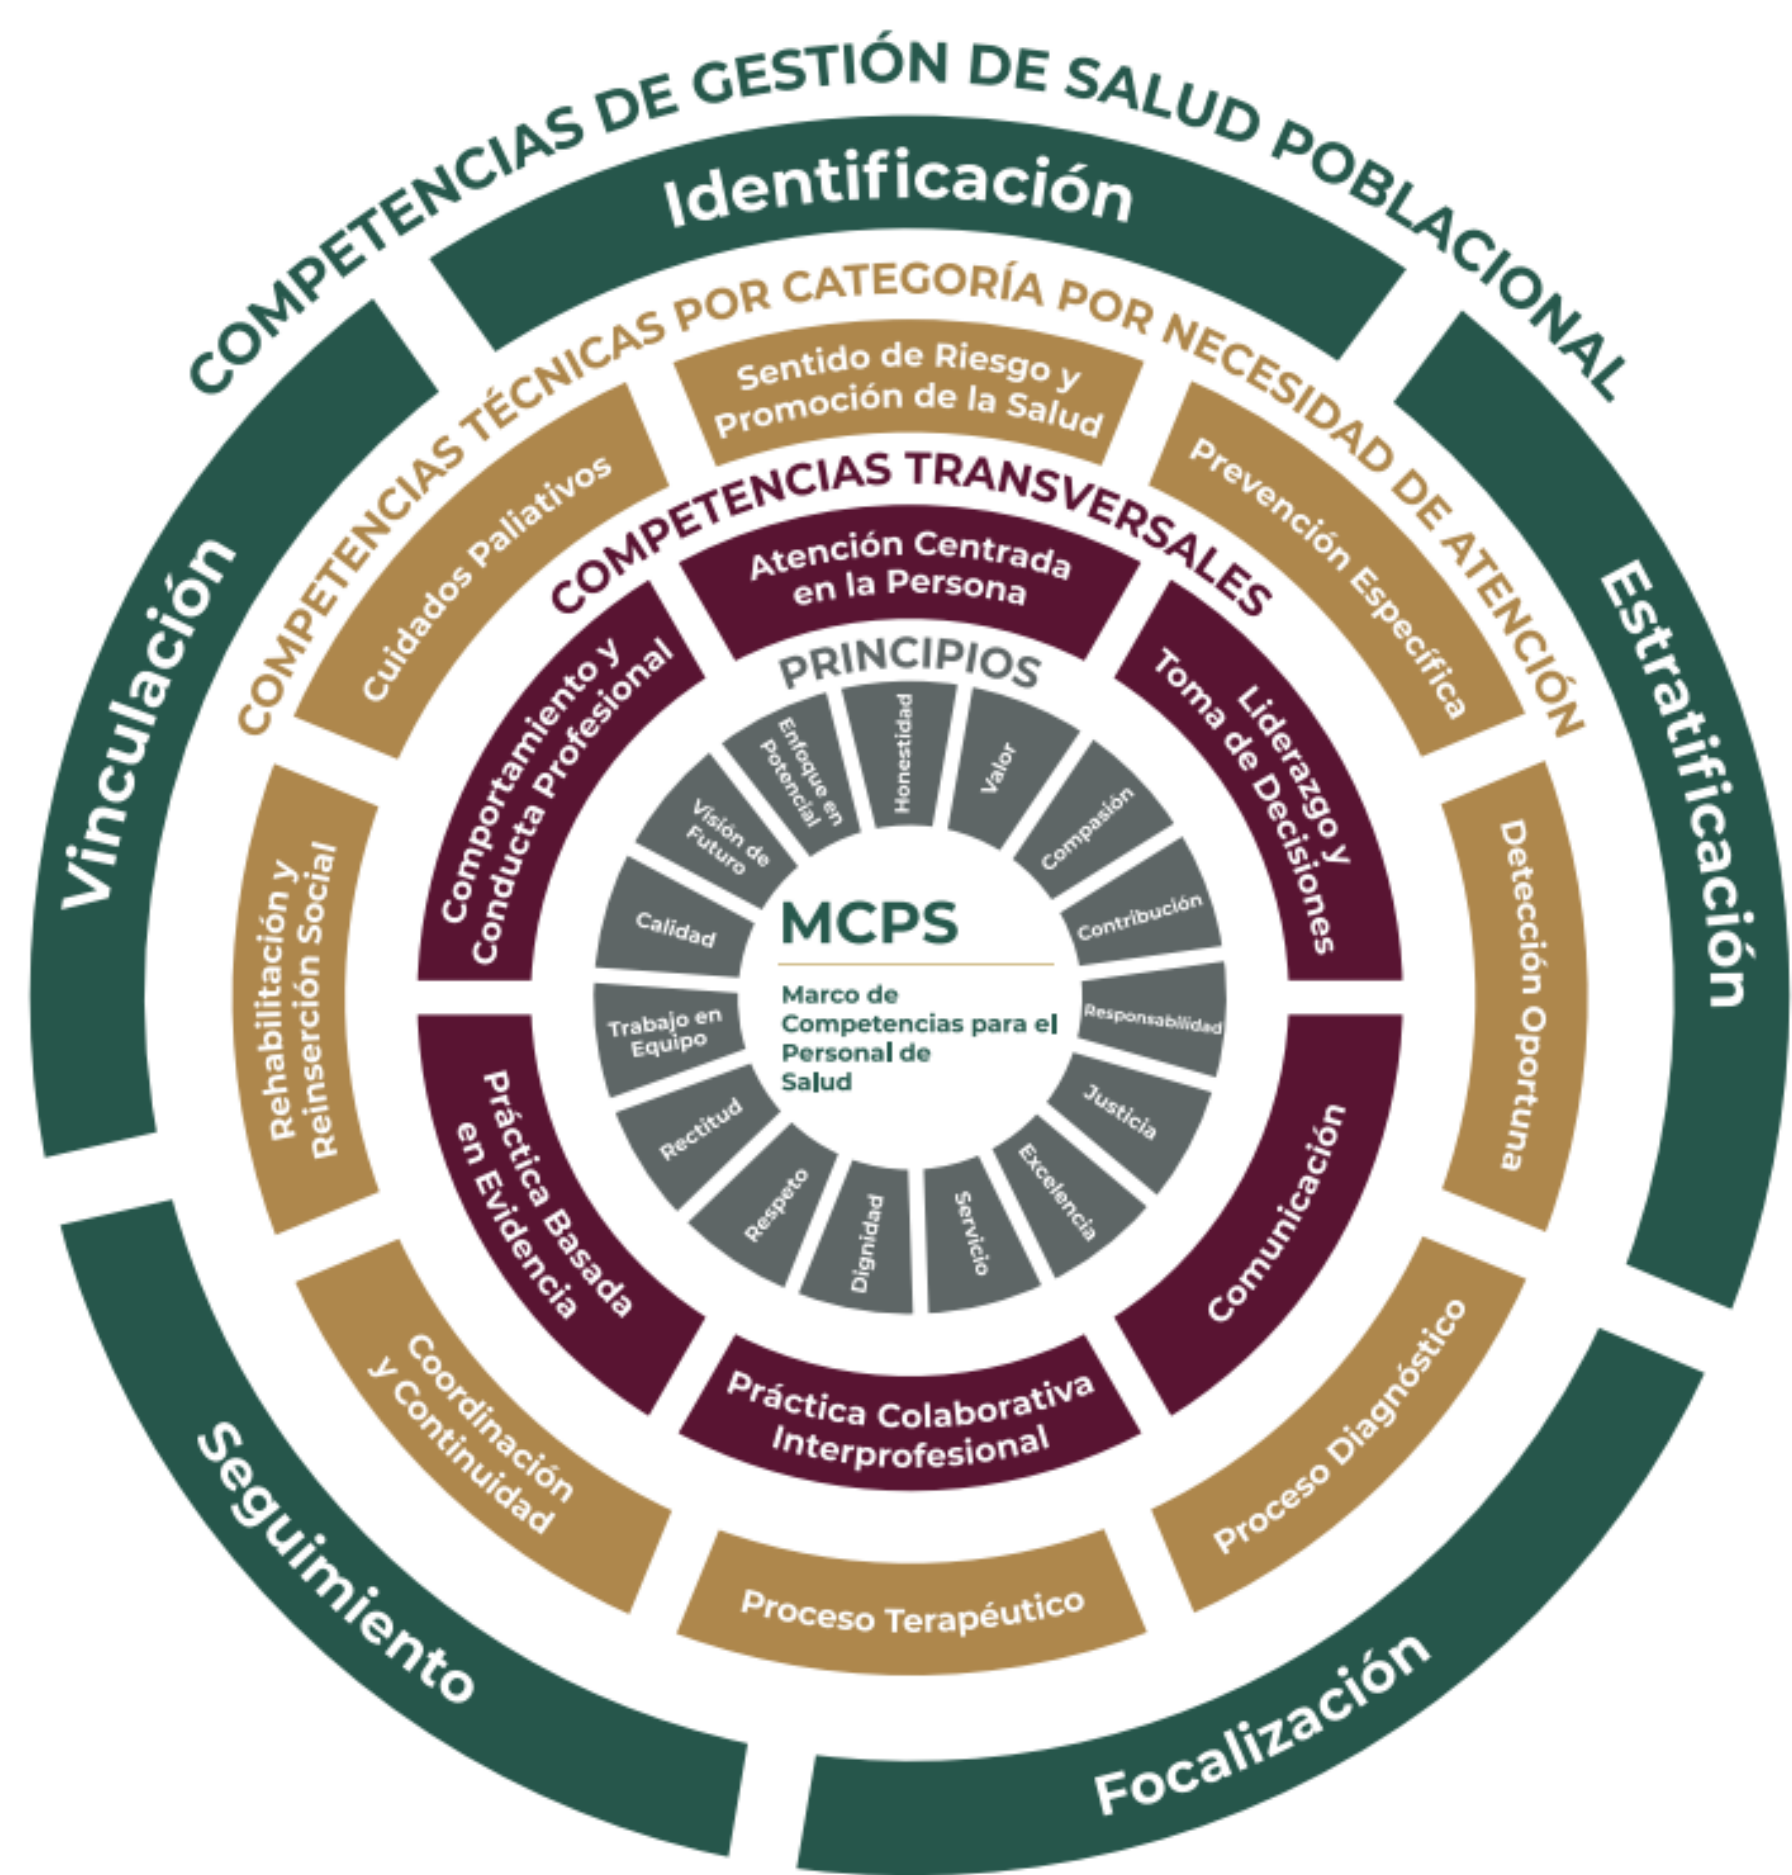 COMPETENCIAS DE GESTIÓN DE SALUD POBLACIONAL
Identificación
Estratificación
Focalización
Seguimiento
Vinculación
COMPETENCIAS TÉCNICAS POR CATEGORÍA POR NECESIDAD DE ATENCIÓN
Sentido de Riesgo y
Promoción de la Salud
Prevención Específica
Detección Oportuna
Proceso Diagnóstico
Proceso Terapéutico
Coordinación
y Continuidad
Rehabilitación y
Reinserción Social
Cuidados Paliativos
COMPETENCIAS TRANSVERSALES
Atención Centrada
en la Persona
Liderazgo y
Toma de Decisiones
Comunicación
Práctica Colaborativa
Interprofesional
Práctica Basada
en Evidencia
Comportamiento y
Conducta Profesional
PRINCIPIOS
Honestidad
Valor
Compasión
Contribución
Responsabilidad
Justicia
Excelencia
Servicio
Dignidad
Respeto
Rectitud
Trabajo en
Equipo
Calidad
Visión de
Futuro
Enfoque en
Potencial
MCPS
Marco de
Competencias para el
Personal de
Salud